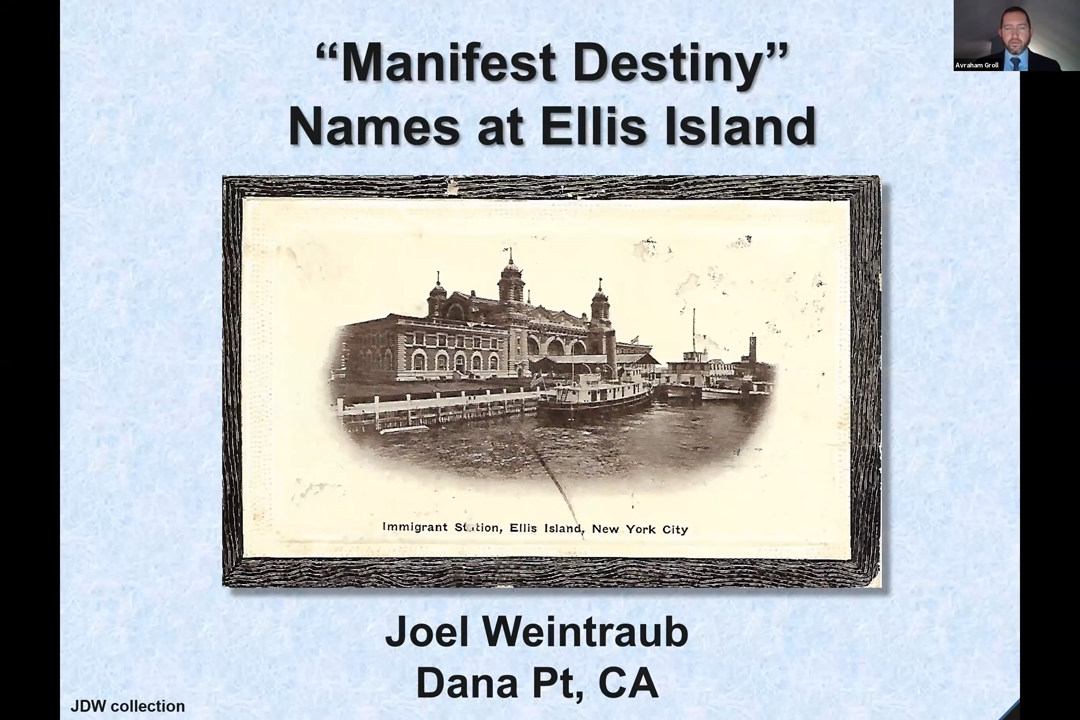 “Manifest Destiny”
Names at Ellis Island
Avraham Groll
Immigrant Station, Ellis Island, New York City
Joel Weintraub
Dana Pt, CA
JDW collection